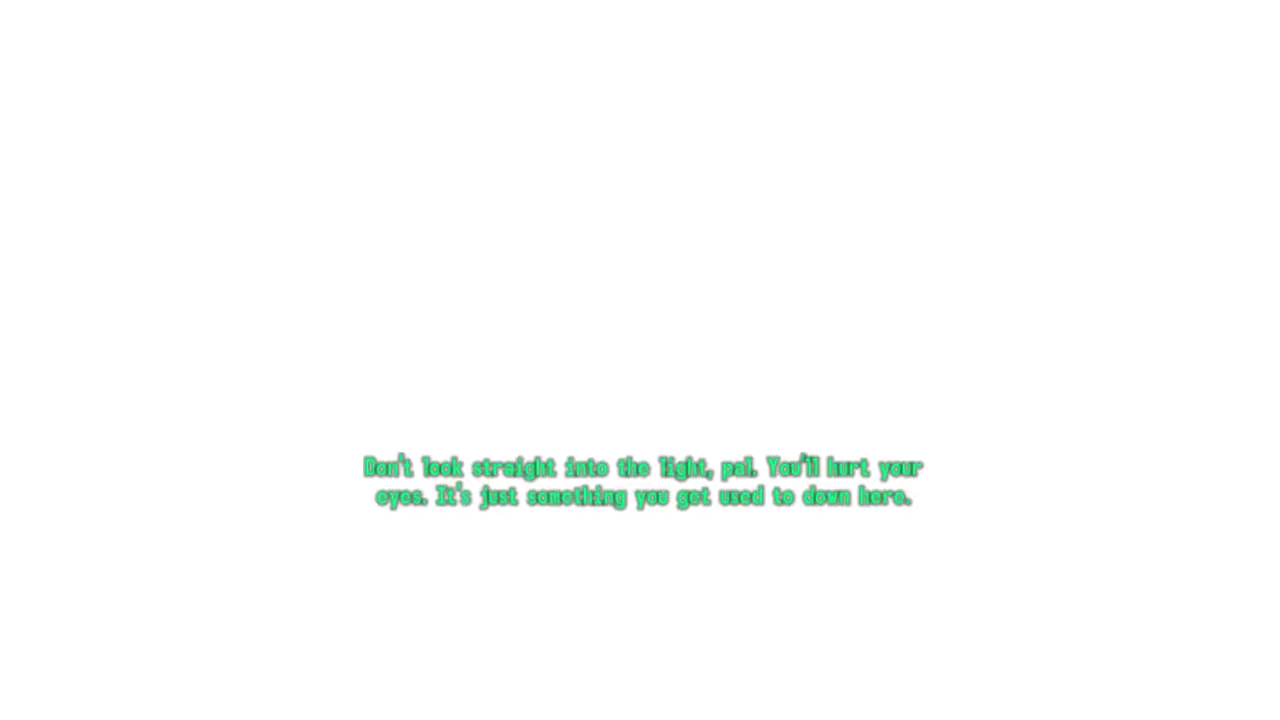 Don't look straight into the light, pal. You'll hurt your
eyes. It's just something you get used to down here.